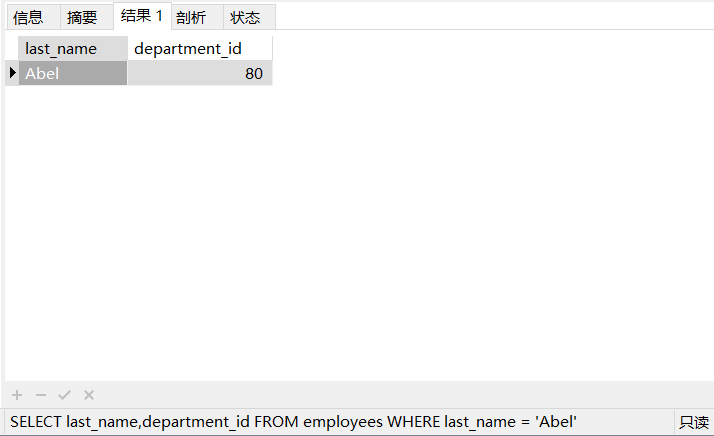 信息 摘要 结果 1 剖析 状态
last_name department_id
Abel 80
SELECT last_name,department_id FROM employees WHERE last_name = 'Abel' 只读